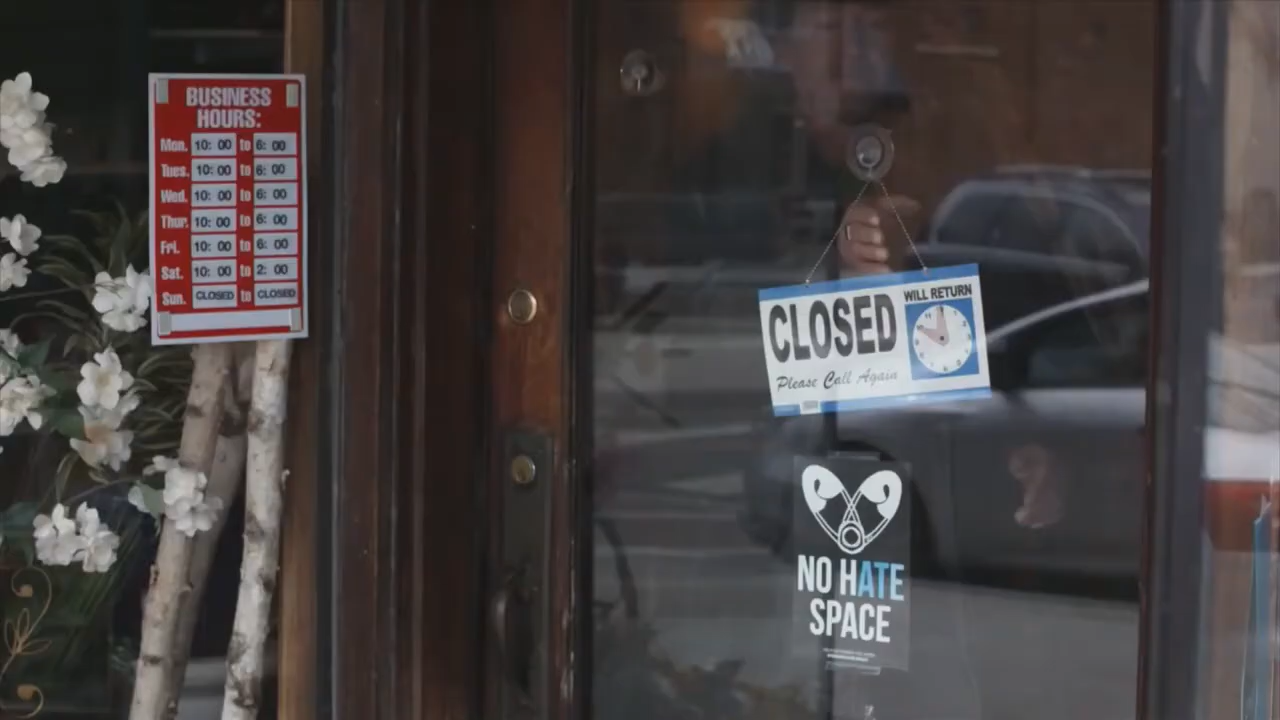 BUSINESS
HOURS:
Mon. 10: 00 to 6: 00
Tues. 10: 00 to 6: 00
Wed. 10: 00 to 6: 00
Thur. 10: 00 to 6: 00
Fri. 10: 00 to 6: 00
Sat. 10: 00 to 2: 00
Sun. CLOSED to CLOSED
CLOSED
Please Call Again
WILL RETURN
NO HATE
SPACE